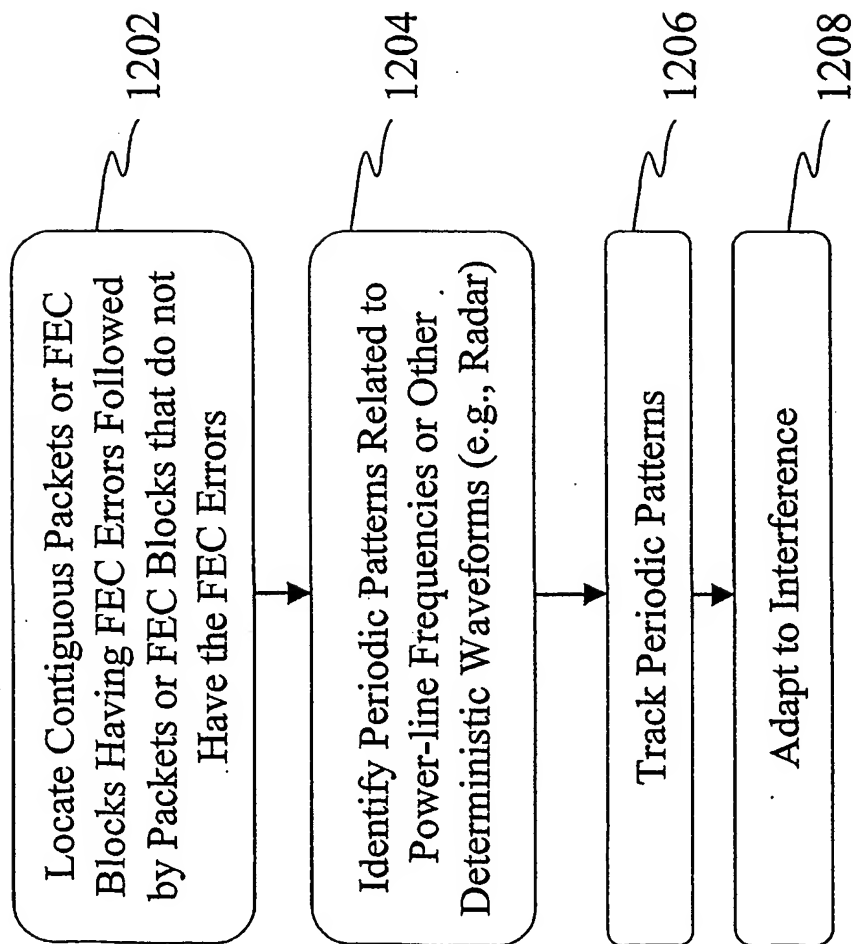 Locate Contiguous Packets or FEC
Blocks Having FEC Errors Followed
by Packets or FEC Blocks that do not
Have the FEC Errors
1202
Identify Periodic Patterns Related to
Power-line Frequencies or Other
Deterministic Waveforms (e.g., Radar)
1204
Track Periodic Patterns
1206
Adapt to Interference
1208